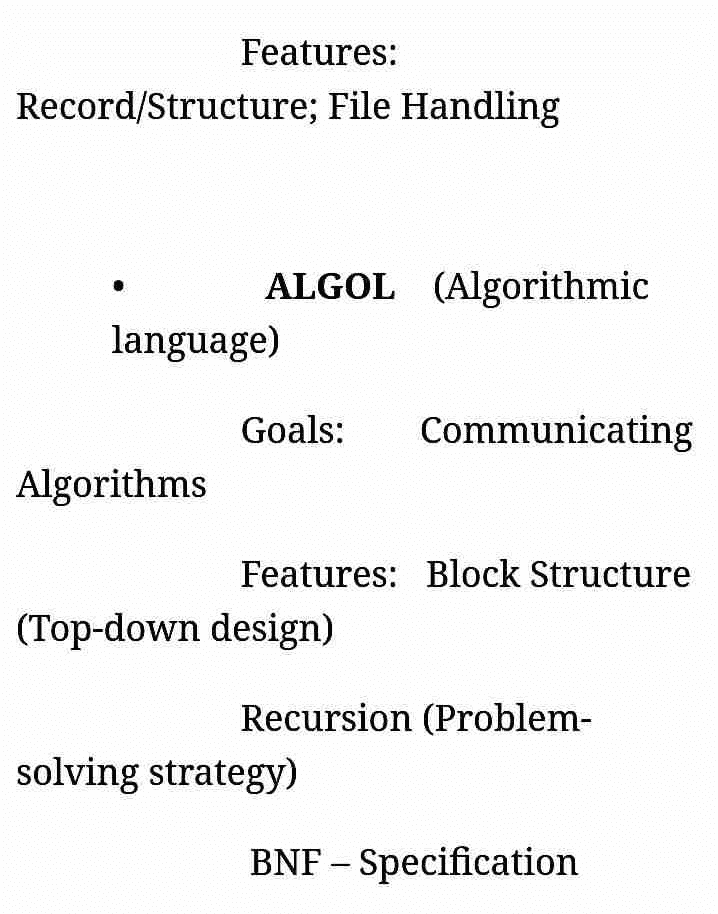 Features:
Record/Structure; File Handling
• ALGOL (Algorithmic
language)
Goals: Communicating
Algorithms
Features: Block Structure
(Top-down design)
Recursion (Problem-
solving strategy)
BNF – Specification